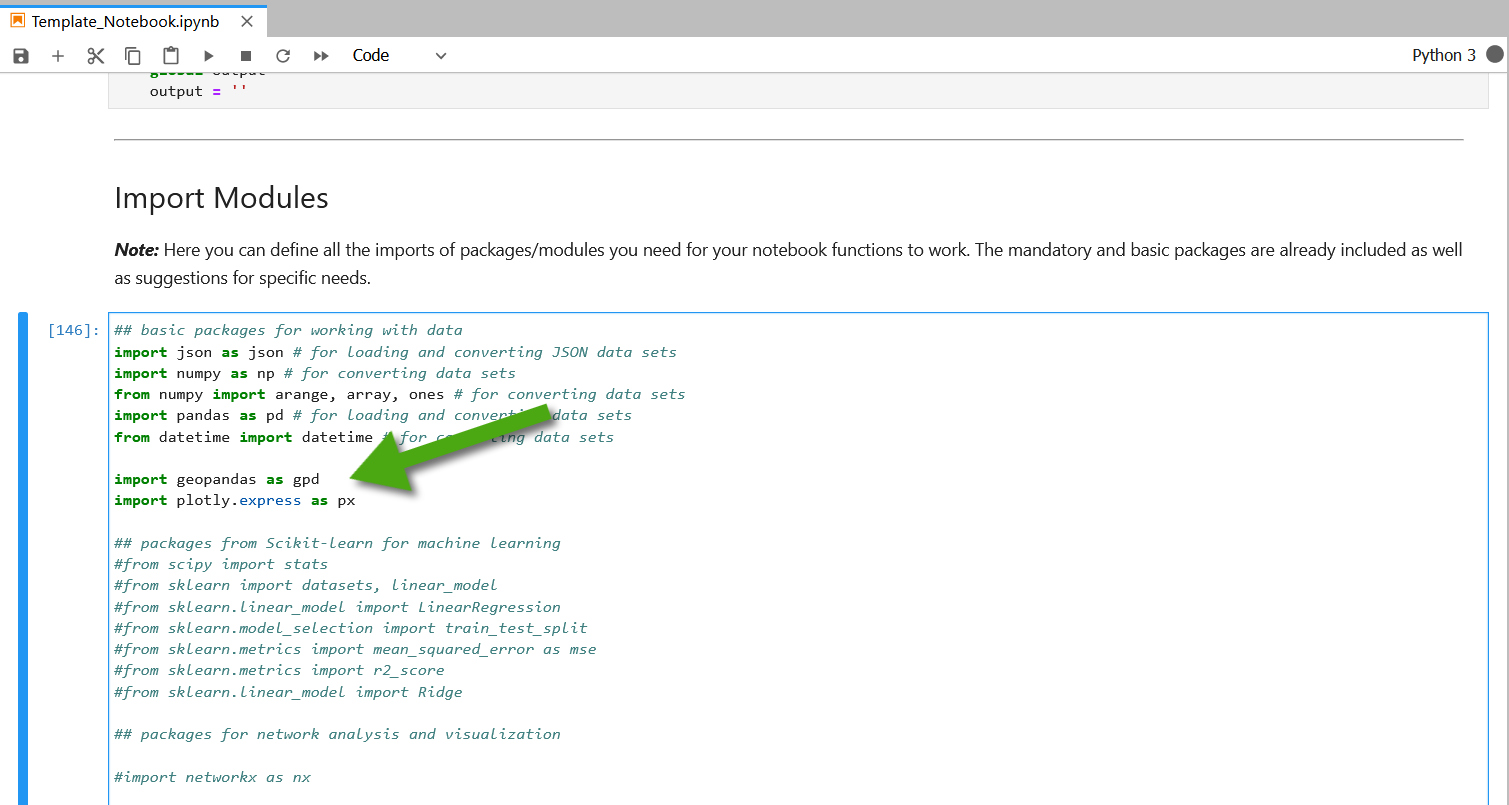 Template_Notebook.ipynb
Code
Python 3
global output
output = ''
Import Modules
Note: Here you can define all the imports of packages/modules you need for your notebook functions to work. The mandatory and basic packages are already included as well
as suggestions for specific needs.
[146]:
## basic packages for working with data
import json as json # for loading and converting JSON data sets
import numpy as np # for converting data sets
from numpy import arange, array, ones # for converting data sets
import pandas as pd # for loading and converting data sets
from datetime import datetime # for converting data sets
import geopandas as gpd
import plotly.express as px
## packages from Scikit-learn for machine learning
#from scipy import stats
#from sklearn import datasets, linear_model
#from sklearn.linear_model import LinearRegression
#from sklearn.model_selection import train_test_split
#from sklearn.metrics import mean_squared_error as mse
#from sklearn.metrics import r2_score
#from sklearn.linear_model import Ridge
## packages for network analysis and visualization
#import networkx as nx